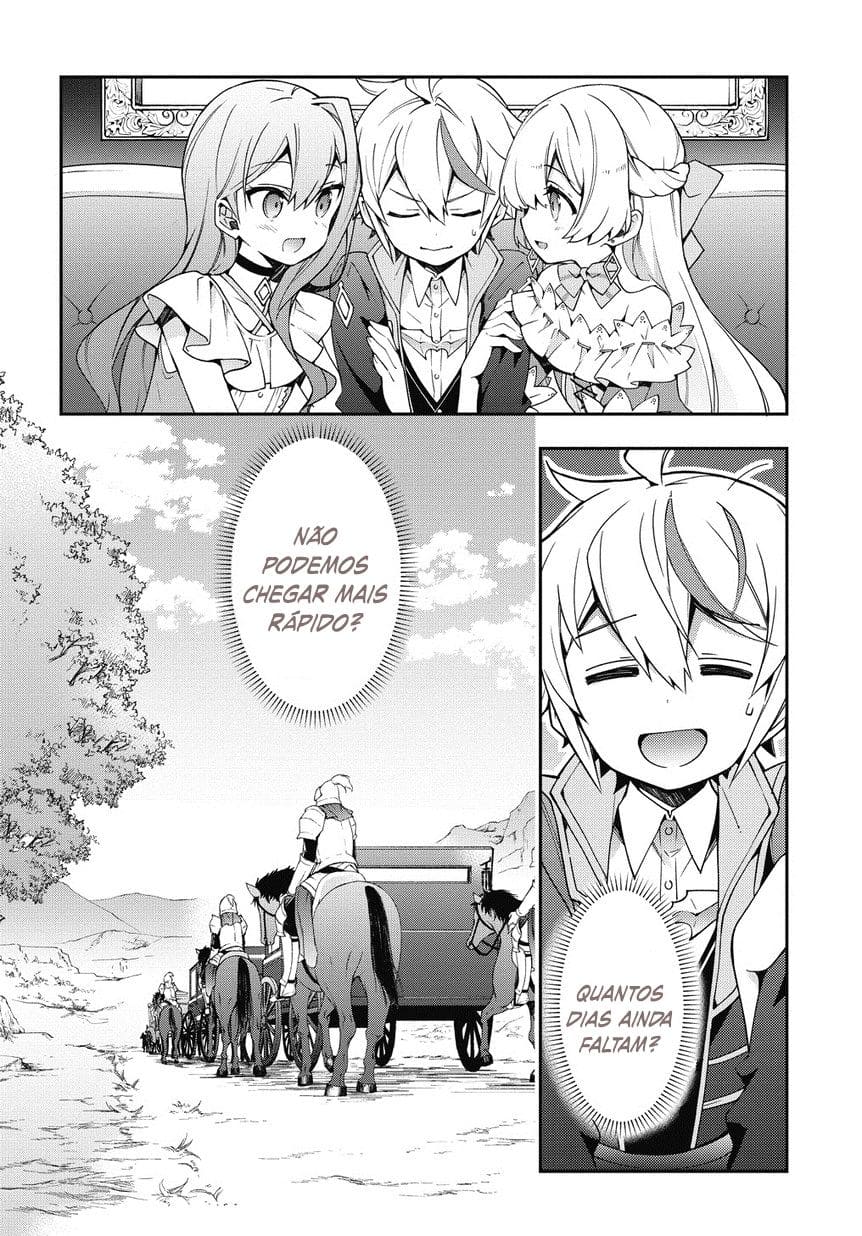 QUANTOS
DIAS AINDA
FALTAM?
NÃO
PODEMOS
CHEGAR MAIS
RÁPIDO?